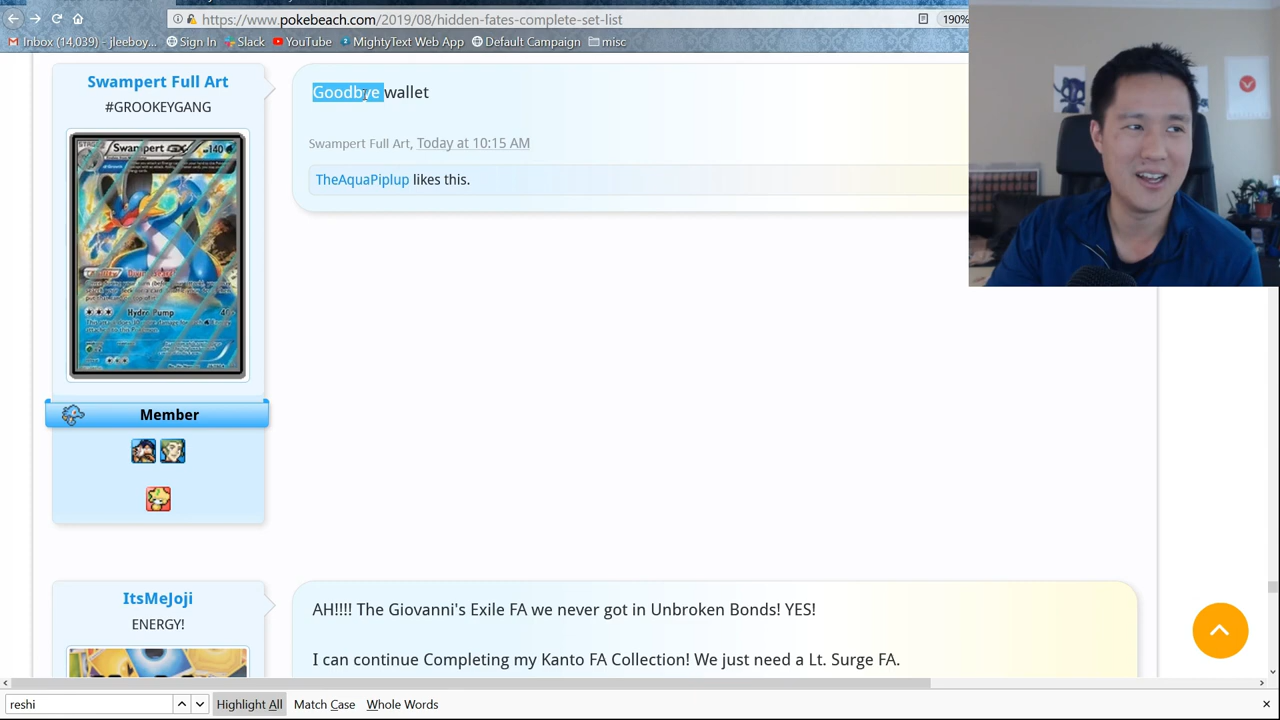 https://www.pokebeach.com/2019/08/hidden-fates-complete-set-list
190%
Inbox (14,039) - jleeboy...
Sign In
Slack
YouTube
MightyText Web App
Default Campaign
misc
Swampert Full Art
#GROOKEYGANG
Swampert
140
Hydro Pump
Member
Goodbye wallet
Swampert Full Art, Today at 10:15 AM
TheAquaPiplup likes this.
ItsMeJoji
ENERGY!
AH!!!! The Giovanni's Exile FA we never got in Unbroken Bonds! YES!
I can continue Completing my Kanto FA Collection! We just need a Lt. Surge FA.
reshi
Highlight All
Match Case
Whole Words